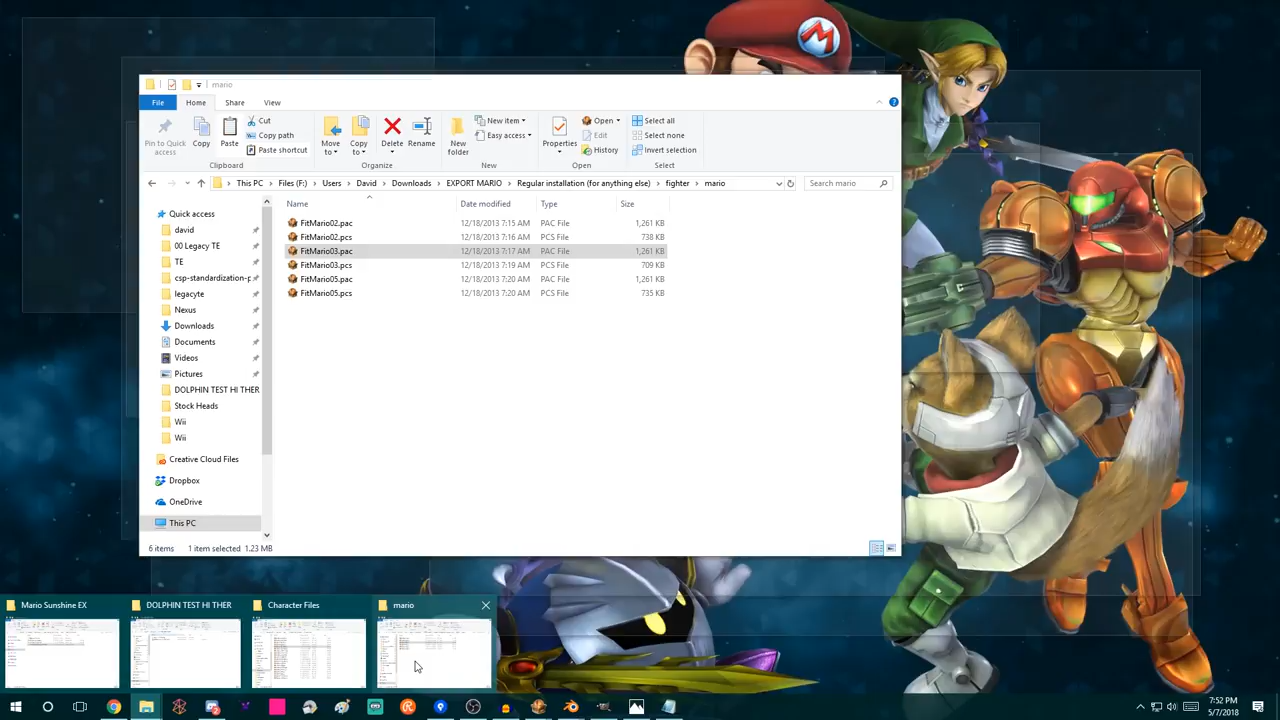 mario
File Home Share View
Pin to Quick access
Copy
Paste
Cut
Copy path
Paste shortcut
Clipboard
Move to
Copy to
Delete
Rename
Organize
New folder
New item
Easy access
New
Properties
Open
Edit
History
Open
Select all
Select none
Invert selection
Select
This PC > Files (F:) > Users > David > Downloads > EXPORT MARIO > Regular installation (for anything else) > fighter > mario
Search mario
Name Date modified Type Size
FitMario02.pac 12/18/2013 7:15 AM PAC File 1,261 KB
FitMario02.pcs 12/18/2013 7:16 AM PCS File 738 KB
FitMario03.pac 12/18/2013 7:17 AM PAC File 1,261 KB
FitMario03.pcs 12/18/2013 7:19 AM PCS File 709 KB
FitMario05.pac 12/18/2013 7:20 AM PAC File 1,261 KB
FitMario05.pcs 12/18/2013 7:20 AM PCS File 735 KB
Quick access
david
00 Legacy TE
TE
csp-standardization-p
legacyte
Nexus
Downloads
Documents
Videos
Pictures
DOLPHIN TEST HI THER
Stock Heads
Wii
Wii
Creative Cloud Files
Dropbox
OneDrive
This PC
6 items 1 item selected 1.23 MB
Mario Sunshine EX
DOLPHIN TEST HI THER
Character Files
mario
7:52 PM
5/7/2018
M